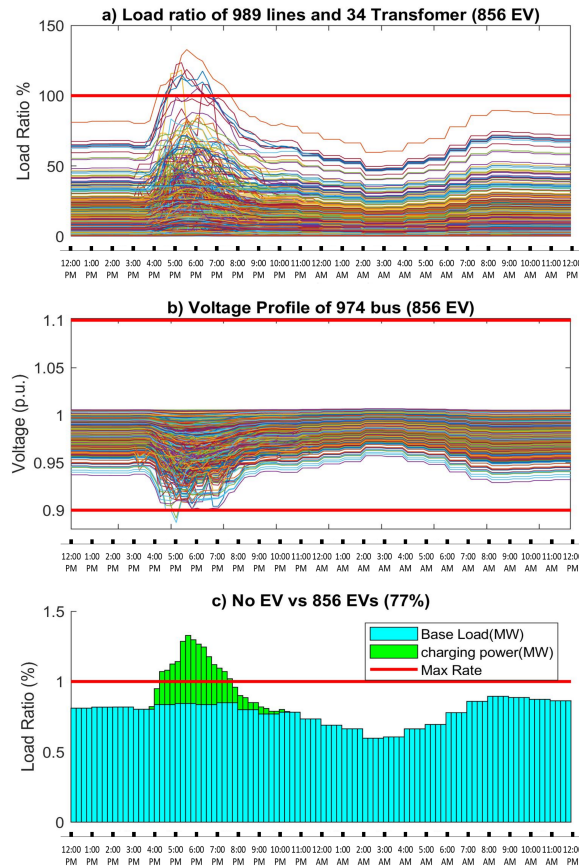 a) Load ratio of 989 lines and 34 Transfomer (856 EV)
150
100
50
0
Load Ratio %
12:00 1:00 2:00 3:00 4:00 5:00 6:00 7:00 8:00 9:00 10:00 11:00 12:00 1:00 2:00 3:00 4:00 5:00 6:00 7:00 8:00 9:00 10:00 11:00 12:00
PM PM PM PM PM PM PM PM PM PM PM PM AM AM AM AM AM AM AM AM AM AM AM AM PM
b) Voltage Profile of 974 bus (856 EV)
1.1
1.05
1
0.95
0.9
Voltage (p.u.)
12:00 1:00 2:00 3:00 4:00 5:00 6:00 7:00 8:00 9:00 10:00 11:00 12:00 1:00 2:00 3:00 4:00 5:00 6:00 7:00 8:00 9:00 10:00 11:00 12:00
PM PM PM PM PM PM PM PM PM PM PM PM AM AM AM AM AM AM AM AM AM AM AM AM PM
c) No EV vs 856 EVs (77%)
1.5
1
0.5
0
Load Ratio (%)
Base Load(MW)
charging power(MW)
Max Rate
12:00 1:00 2:00 3:00 4:00 5:00 6:00 7:00 8:00 9:00 10:00 11:00 12:00 1:00 2:00 3:00 4:00 5:00 6:00 7:00 8:00 9:00 10:00 11:00 12:00
PM PM PM PM PM PM PM PM PM PM PM PM AM AM AM AM AM AM AM AM AM AM AM AM PM